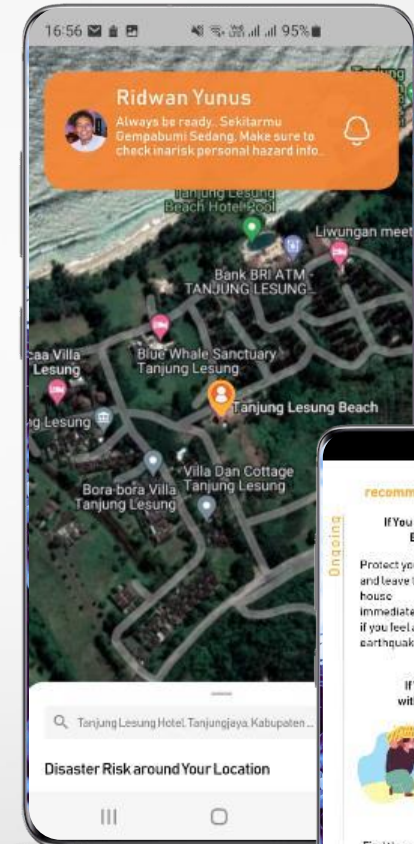 16:56
95%
Ridwan Yunus
Always be ready.. Sekitarmu
Gempabumi Sedang, Make sure to
check inarisk personal hazard info..
Tanjung
Tanjung Lesung
Beach Hotel Pool
Liwungan meet
Bank BRI ATM -
TANJUNG LESUNG...
caa Villa
Lesung
Blue Whale Sanctuary
Tanjung Lesung
ng Lesung
Tanjung Lesung Beach
Villa Dan Cottage
Tanjung Lesung
Bora-bora Villa
Tanjung Lesung
Tanjung Lesung Hotel, Tanjungjaya, Kabupaten ...
Disaster Risk around Your Location
recomm
Ongoing
If You
Protect you
and leave t
house
immediate
if you feel a
earthquak
If
with